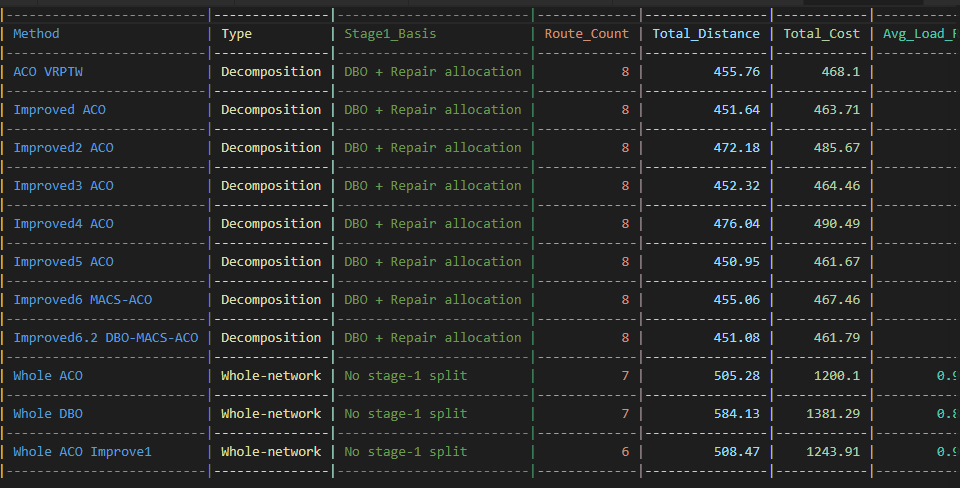 |--------------------------|---------------|-------------------------|-------------|----------------|------------|-----------
| Method | Type | Stage1_Basis | Route_Count | Total_Distance | Total_Cost | Avg_Load_
|--------------------------|---------------|-------------------------|-------------|----------------|------------|-----------
| ACO VRPTW | Decomposition | DBO + Repair allocation | 8 | 455.76 | 468.1 |
|--------------------------|---------------|-------------------------|-------------|----------------|------------|-----------
| Improved ACO | Decomposition | DBO + Repair allocation | 8 | 451.64 | 463.71 |
|--------------------------|---------------|-------------------------|-------------|----------------|------------|-----------
| Improved2 ACO | Decomposition | DBO + Repair allocation | 8 | 472.18 | 485.67 |
|--------------------------|---------------|-------------------------|-------------|----------------|------------|-----------
| Improved3 ACO | Decomposition | DBO + Repair allocation | 8 | 452.32 | 464.46 |
|--------------------------|---------------|-------------------------|-------------|----------------|------------|-----------
| Improved4 ACO | Decomposition | DBO + Repair allocation | 8 | 476.04 | 490.49 |
|--------------------------|---------------|-------------------------|-------------|----------------|------------|-----------
| Improved5 ACO | Decomposition | DBO + Repair allocation | 8 | 450.95 | 461.67 |
|--------------------------|---------------|-------------------------|-------------|----------------|------------|-----------
| Improved6 MACS-ACO | Decomposition | DBO + Repair allocation | 8 | 455.06 | 467.46 |
|--------------------------|---------------|-------------------------|-------------|----------------|------------|-----------
| Improved6.2 DBO-MACS-ACO | Decomposition | DBO + Repair allocation | 8 | 451.08 | 461.79 |
|--------------------------|---------------|-------------------------|-------------|----------------|------------|-----------
| Whole ACO | Whole-network | No stage-1 split | 7 | 505.28 | 1200.1 | 0.9
|--------------------------|---------------|-------------------------|-------------|----------------|------------|-----------
| Whole DBO | Whole-network | No stage-1 split | 7 | 584.13 | 1381.29 | 0.8
|--------------------------|---------------|-------------------------|-------------|----------------|------------|-----------
| Whole ACO Improve1 | Whole-network | No stage-1 split | 6 | 508.47 | 1243.91 | 0.9
|--------------------------|---------------|-------------------------|-------------|----------------|------------|-----------